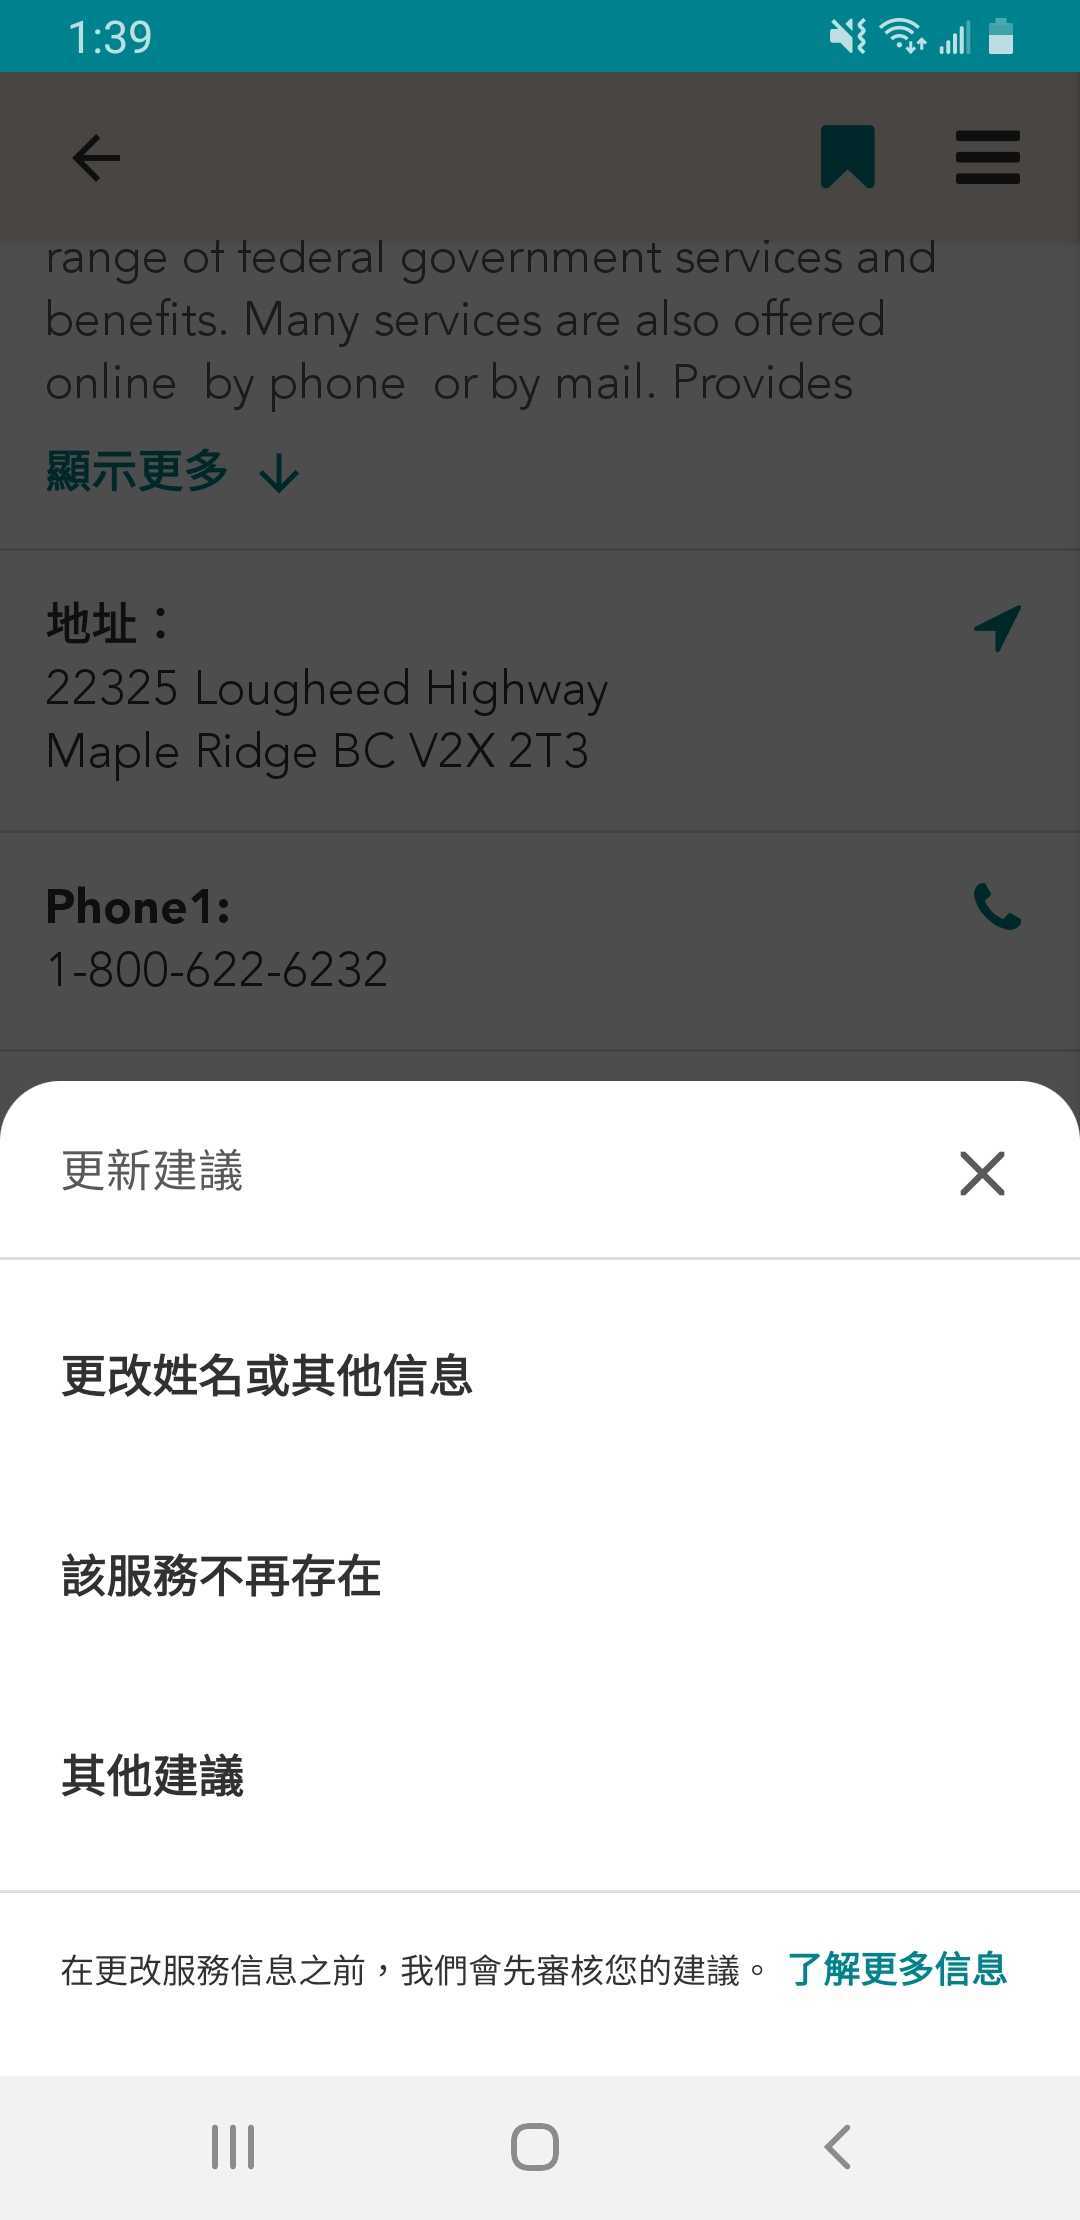 1:39
range of federal government services and
benefits. Many services are also offered
online  by phone  or by mail. Provides
顯示更多
地址：
22325 Lougheed Highway
Maple Ridge BC V2X 2T3
Phone1:
1-800-622-6232
更新建議
更改姓名或其他信息
該服務不再存在
其他建議
在更改服務信息之前，我們會先審核您的建議。 了解更多信息